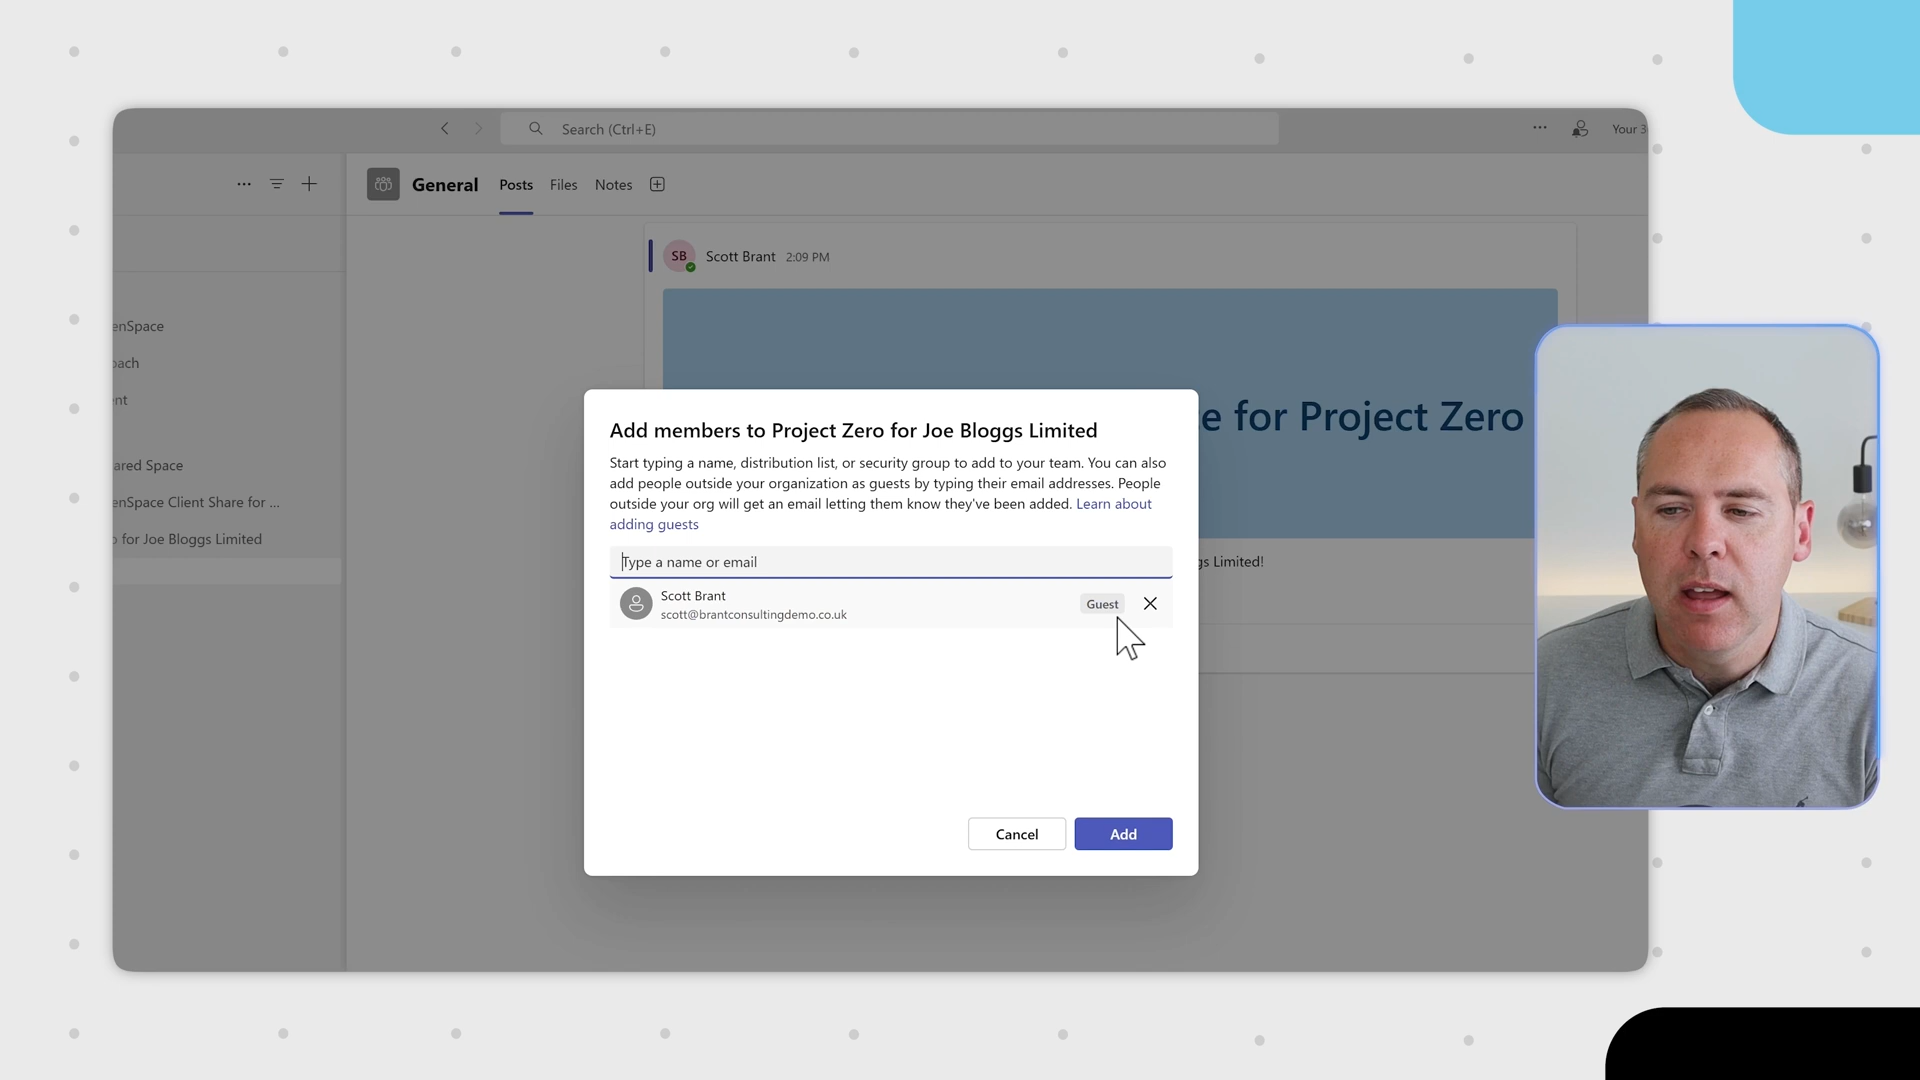 Search (Ctrl+E)
Your 3
General Posts Files Notes
SB Scott Brant 2:09 PM
enSpace
ent
ared Space
enSpace Client Share for ...
for Joe Bloggs Limited
e for Project Zero
gs Limited!
Add members to Project Zero for Joe Bloggs Limited
Start typing a name, distribution list, or security group to add to your team. You can also
add people outside your organization as guests by typing their email addresses. People
outside your org will get an email letting them know they've been added. Learn about
adding guests
Type a name or email
Scott Brant
scott@brantconsultingdemo.co.uk
Guest
Cancel Add